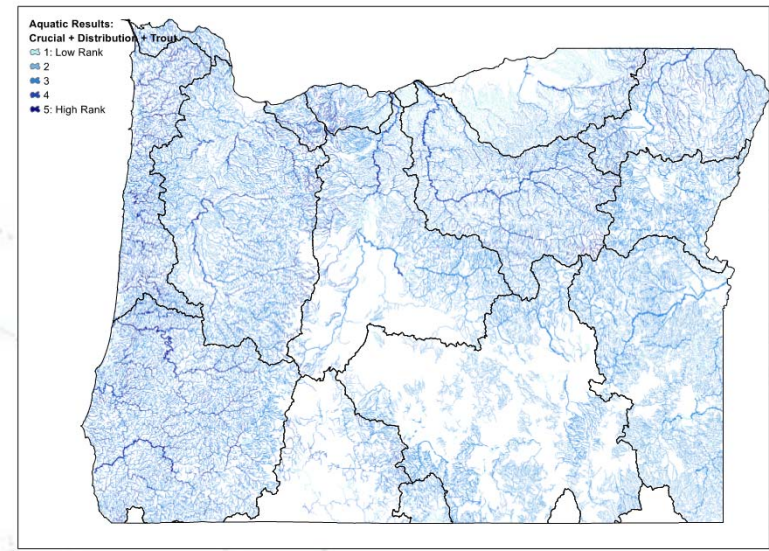 Aquatic Results:
Crucial + Distribution + Trout
1: Low Rank
2
3
4
5: High Rank